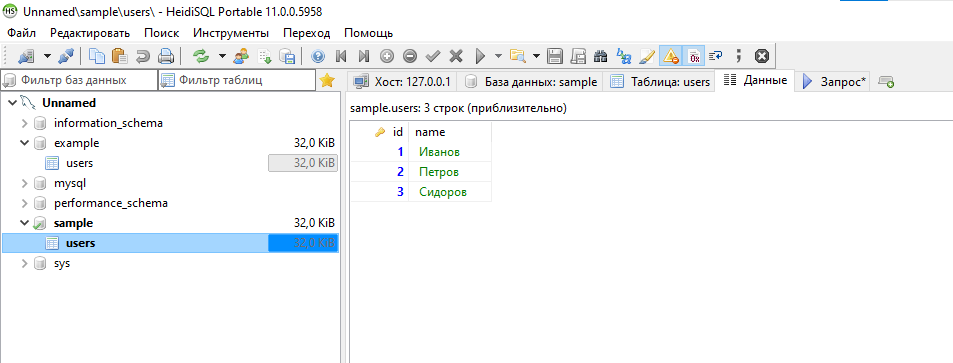 Unnamed\sample\users\ - HeidiSQL Portable 11.0.0.5958
Файл Редактировать Поиск Инструменты Переход Помощь
Фильтр баз данных Фильтр таблиц Хост: 127.0.0.1 База данных: sample Таблица: users Данные Запрос*
Unnamed
information_schema
example 32,0 KiB
users 32,0 KiB
mysql
performance_schema
sample 32,0 KiB
users 32,0 KiB
sys
sample.users: 3 строк (приблизительно)
id name
1 Иванов
2 Петров
3 Сидоров